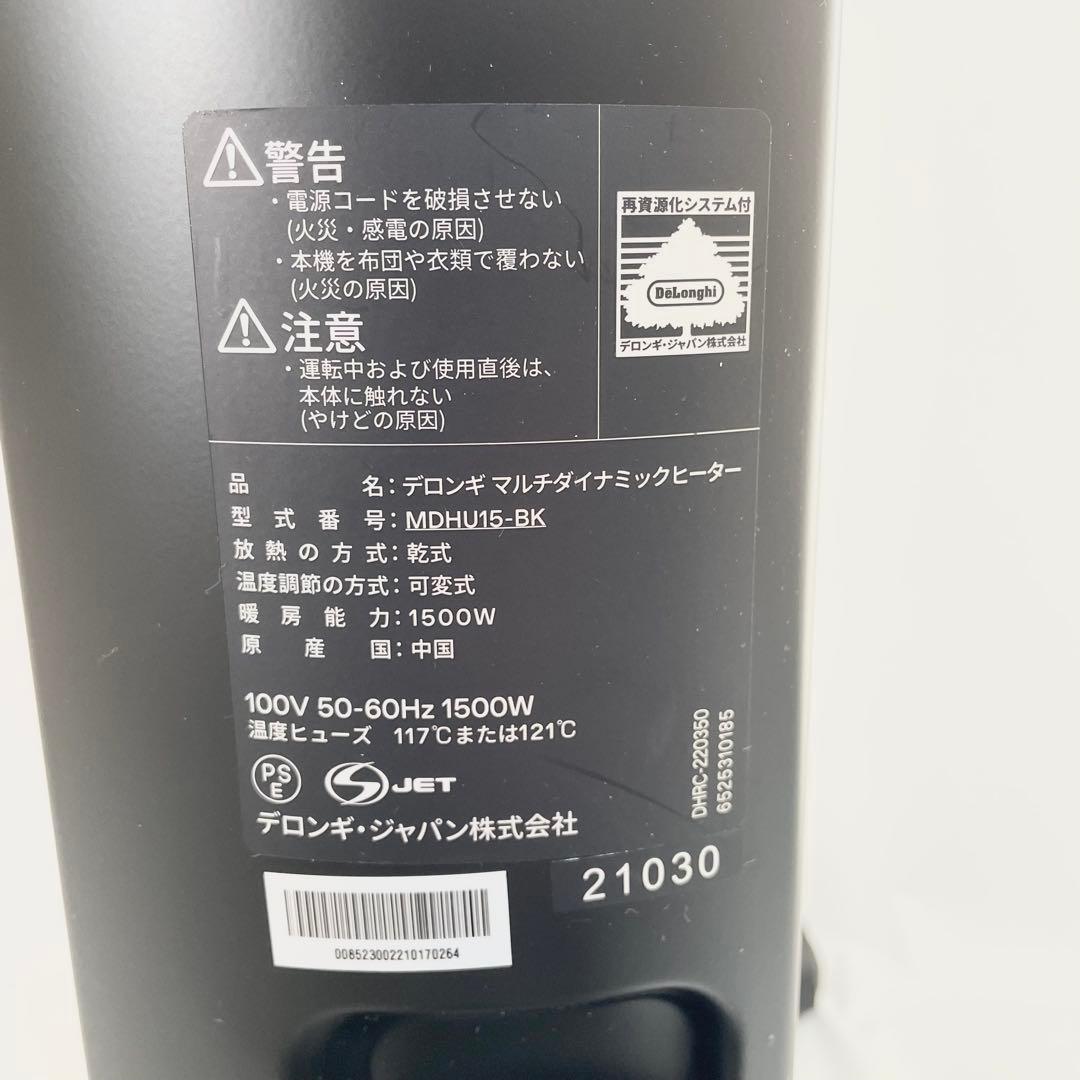 警告
・電源コードを破損させない
(火災・感電の原因)
・本機を布団や衣類で覆わない
(火災の原因)
注意
・運転中および使用直後は、
本体に触れない
(やけどの原因)
再資源化システム付
DeLonghi
デロンギ・ジャパン株式会社
品名：デロンギ マルチダイナミックヒーター
型式番号：MDHU15-BK
放熱の方式：乾式
温度調節の方式：可変式
暖房能力：1500W
原産国：中国
100V 50-60Hz 1500W
温度ヒューズ 117℃または121℃
PSE
JET
デロンギ・ジャパン株式会社
DHRC-220350
6525310185
21030
008523002210170264